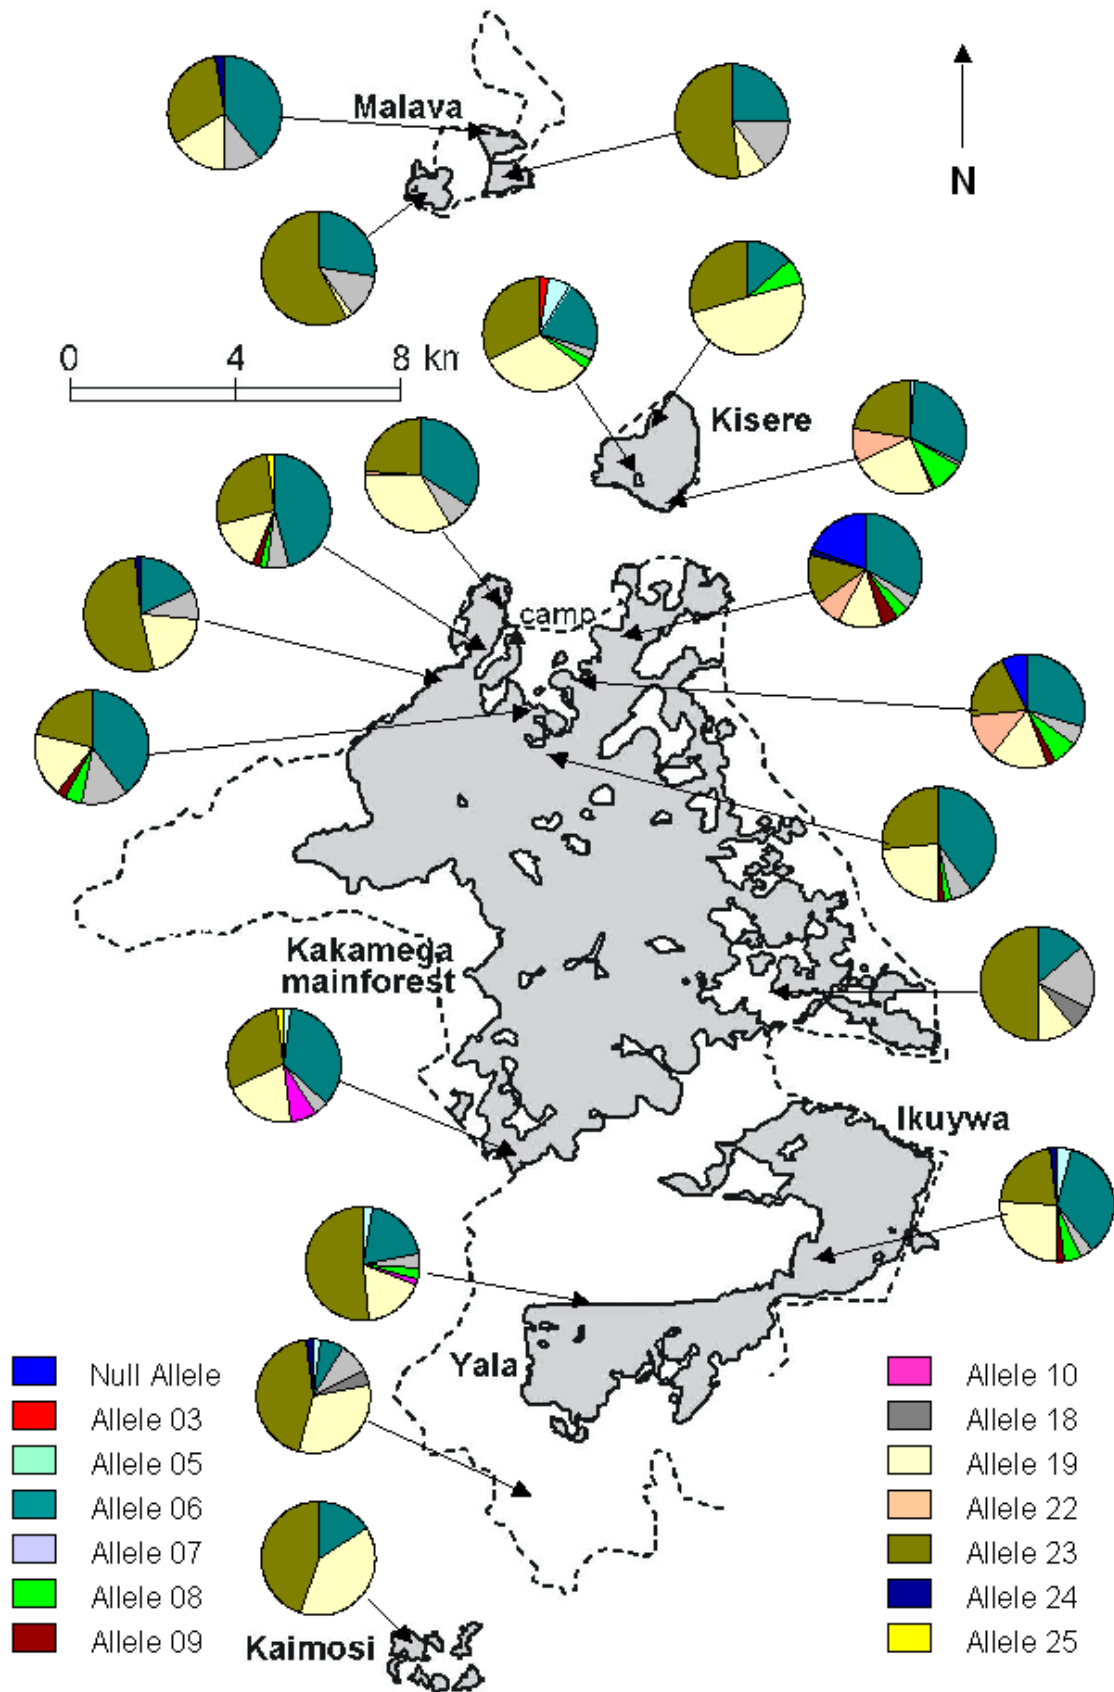 Malava
N
0 4 8 kn
Kisere
camp
Kakamega
mainforest
Ikuywa
Yala
Kaimosi
Null Allele
Allele 03
Allele 05
Allele 06
Allele 07
Allele 08
Allele 09
Allele 10
Allele 18
Allele 19
Allele 22
Allele 23
Allele 24
Allele 25